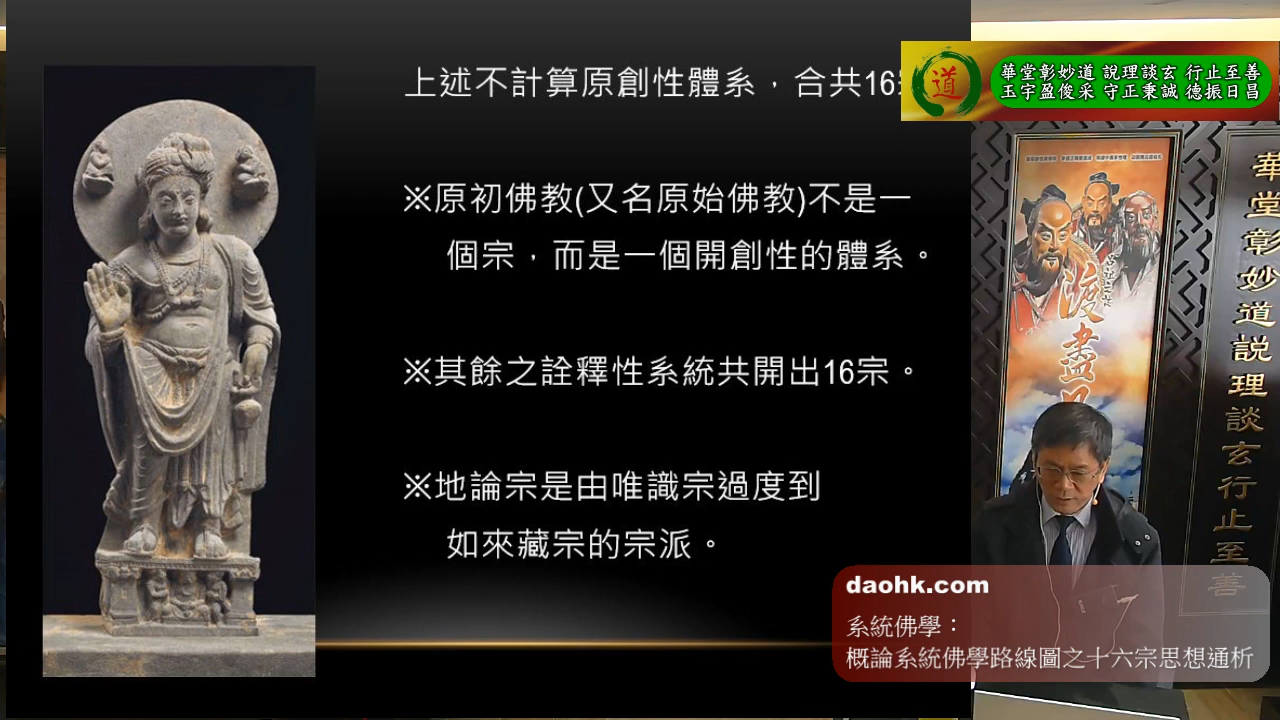 上述不計算原創性體系，合共16
※原初佛教(又名原始佛教)不是一
個宗，而是一個開創性的體系。
※其餘之詮釋性系統共開出16宗。
※地論宗是由唯識宗過度到
如來藏宗的宗派。
道
華堂彰妙道 說理談玄 行止至善
玉宇盈俊采 守正秉誠 德振日昌
渡盡
華堂彰妙道説理談玄行止至善
daohk.com
系統佛學：
概論系統佛學路線圖之十六宗思想通析